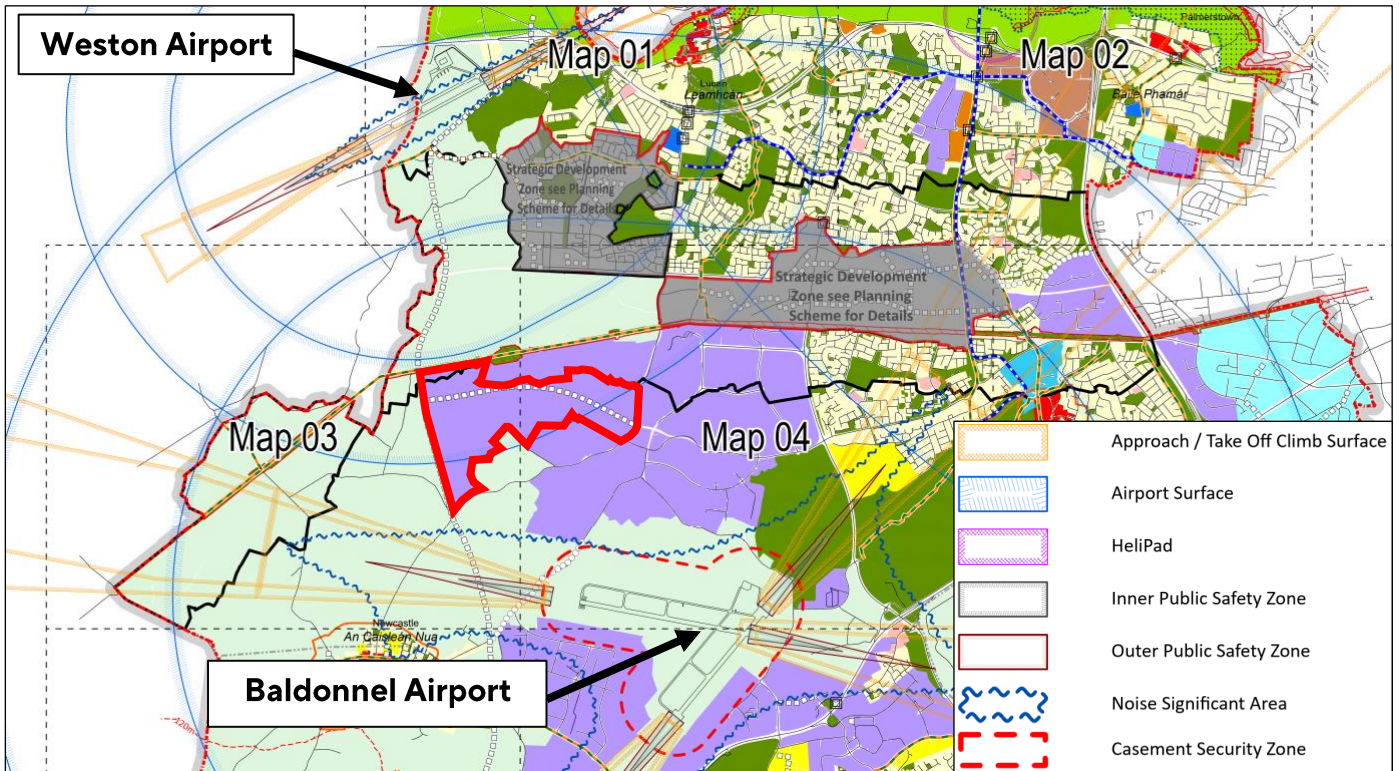 Weston Airport
Map 01
Map 02
Palmerstown
Lucan
Leamhcán
Baile Phamar
Strategic Development
Zone see Planning
Scheme for Details
Strategic Development
Zone see Planning
Scheme for Details
Map 03
Map 04
Newcastle
An Caisleán Nua
Baldonnel Airport
120m
Approach / Take Off Climb Surface
Airport Surface
HeliPad
Inner Public Safety Zone
Outer Public Safety Zone
Noise Significant Area
Casement Security Zone